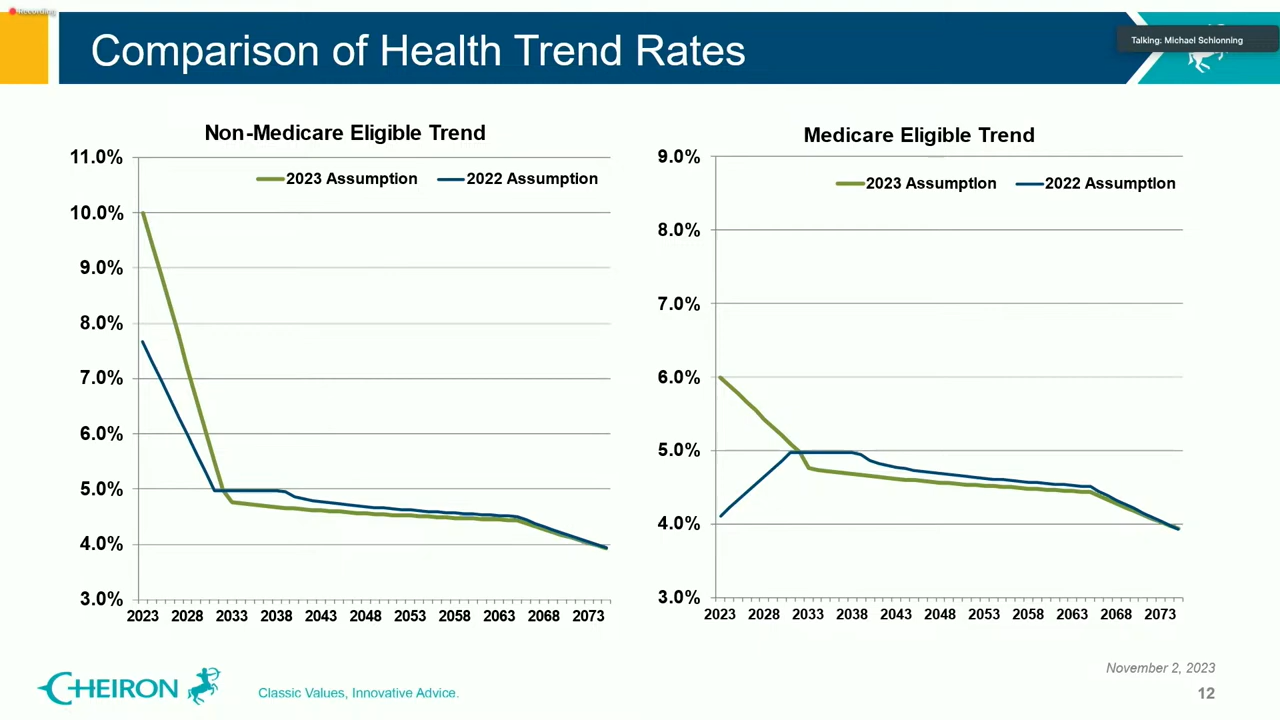 Recording
Comparison of Health Trend Rates
Talking: Michael Schionning
Non-Medicare Eligible Trend
11.0%
10.0%
9.0%
8.0%
7.0%
6.0%
5.0%
4.0%
3.0%
2023 Assumption 2022 Assumption
2023 2028 2033 2038 2043 2048 2053 2058 2063 2068 2073
Medicare Eligible Trend
9.0%
8.0%
7.0%
6.0%
5.0%
4.0%
3.0%
2023 Assumption 2022 Assumption
2023 2028 2033 2038 2043 2048 2053 2058 2063 2068 2073
CHEIRON
Classic Values, Innovative Advice.
November 2, 2023
12